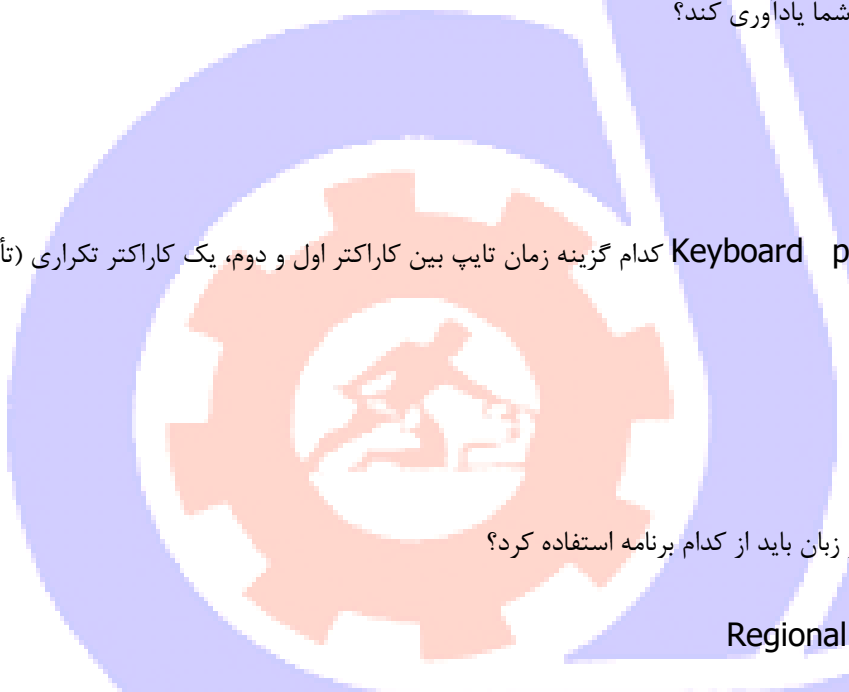 شما یادآوری کند؟
Keyboard p کدام گزینه زمان تایپ بین کاراکتر اول و دوم، یک کاراکتر تکراری (تأ
زبان باید از کدام برنامه استفاده کرد؟
Regional